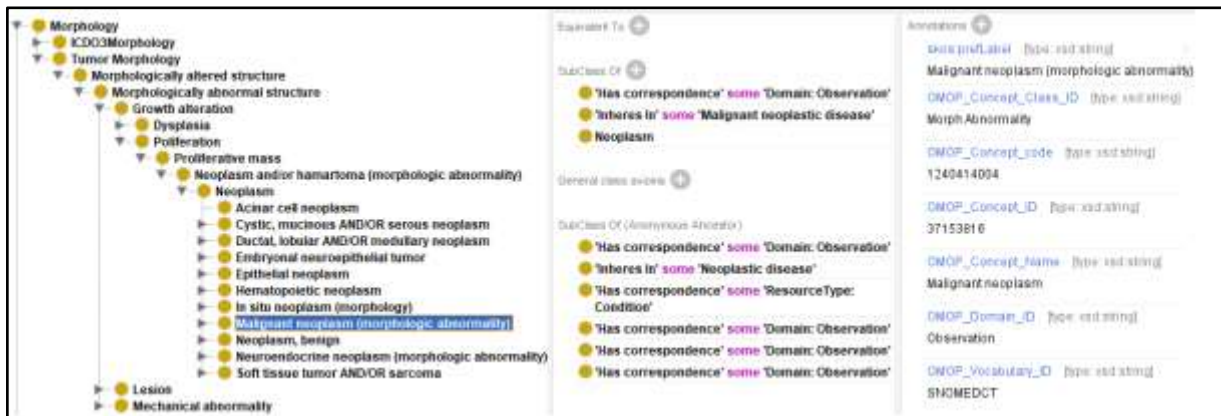 Morphology
ICDO3Morphology
Tumor Morphology
Morphologically altered structure
Morphologically abnormal structure
Growth alteration
Dysplasia
Poliferation
Proliferative mass
Neoplasm and/or hamartoma (morphologic abnormality)
Neoplasm
Acinar cell neoplasm
Cystic, mucinous AND/OR serous neoplasm
Ductal, lobular AND/OR medullary neoplasm
Embryonal neuroepithelial tumor
Epithelial neoplasm
Hematopoietic neoplasm
In situ neoplasm (morphology)
Malignant neoplasm (morphologic abnormality)
Neoplasm, benign
Neuroendocrine neoplasm (morphologic abnormality)
Soft tissue tumor AND/OR sarcoma
Lesion
Mechanical abnormality
Equivalent To
SubClass Of
'Has correspondence' some 'Domain: Observation'
'Inheres In' some 'Malignant neoplastic disease'
Neoplasm
General class axioms
SubClass Of (Anonymous Ancestor)
'Has correspondence' some 'Domain: Observation'
'Inheres In' some 'Neoplastic disease'
'Has correspondence' some 'ResourceType:
Condition'
'Has correspondence' some 'Domain: Observation'
'Has correspondence' some 'Domain: Observation'
'Has correspondence' some 'Domain: Observation'
Annotations
skos:prefLabel [type: xsd:string]
Malignant neoplasm (morphologic abnormality)
OMOP_Concept_Class_ID [type: xsd:string]
Morph Abnormality
OMOP_Concept_code [type: xsd:string]
1240414004
OMOP_Concept_ID [type: xsd:string]
37153816
OMOP_Concept_Name [type: xsd:string]
Malignant neoplasm
OMOP_Domain_ID [type: xsd:string]
Observation
OMOP_Vocabulary_ID [type: xsd:string]
SNOMEDCT